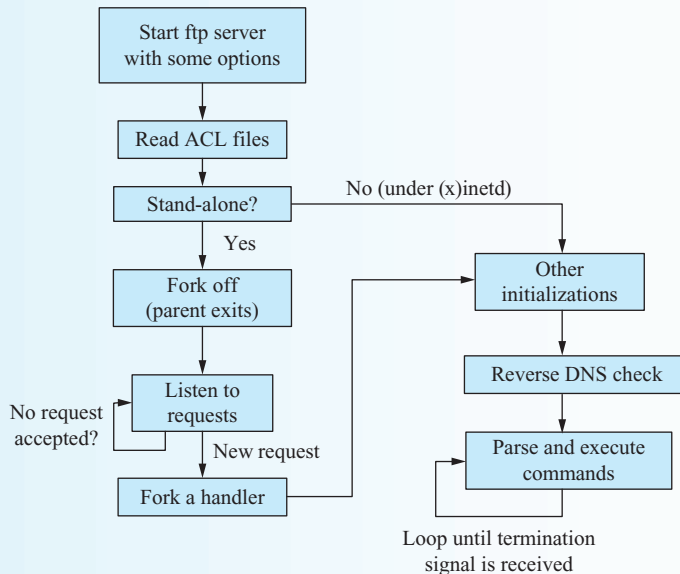 Start ftp server
with some options
Read ACL files
Stand-alone?
No (under (x)inetd)
Yes
Fork off
(parent exits)
Other
initializations
Listen to
requests
No request
accepted?
New request
Fork a handler
Reverse DNS check
Parse and execute
commands
Loop until termination
signal is received